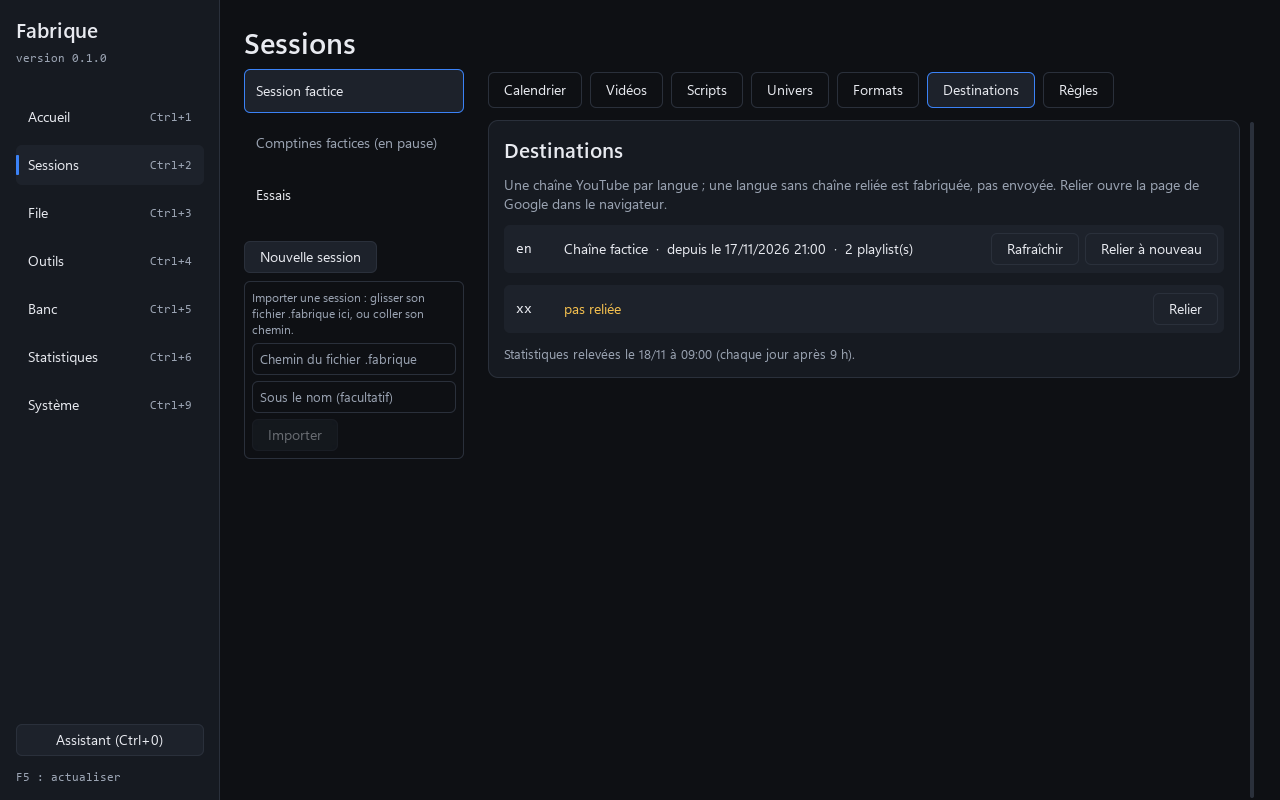 Fabrique
version 0.1.0
Accueil Ctrl+1
Sessions Ctrl+2
File Ctrl+3
Outils Ctrl+4
Banc Ctrl+5
Statistiques Ctrl+6
Système Ctrl+9
Assistant (Ctrl+0)
F5 : actualiser
Sessions
Session factice
Comptines factices (en pause)
Essais
Nouvelle session
Importer une session : glisser son
fichier .fabrique ici, ou coller son
chemin.
Chemin du fichier .fabrique
Sous le nom (facultatif)
Importer
Calendrier Vidéos Scripts Univers Formats Destinations Règles
Destinations
Une chaîne YouTube par langue ; une langue sans chaîne reliée est fabriquée, pas envoyée. Relier ouvre la page de
Google dans le navigateur.
en Chaîne factice · depuis le 17/11/2026 21:00 · 2 playlist(s) Rafraîchir Relier à nouveau
xx pas reliée Relier
Statistiques relevées le 18/11 à 09:00 (chaque jour après 9 h).